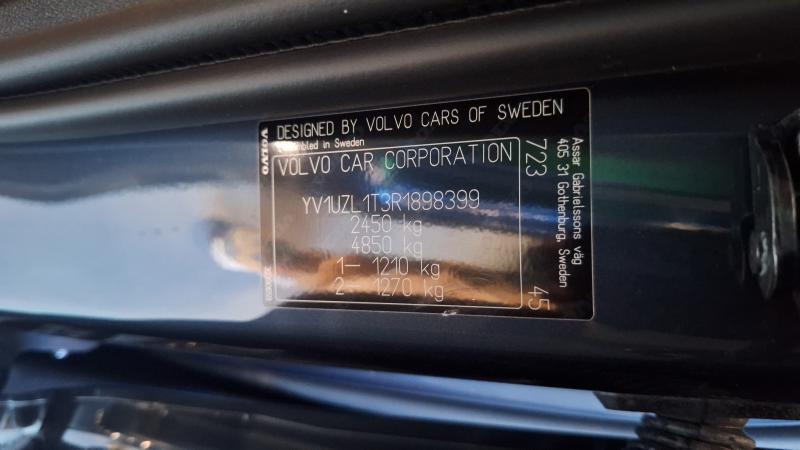 DESIGNED BY VOLVO CARS OF SWEDEN
in Sweden
VOLVO
VOLVO CAR CORPORATION
YV1UZL1T3R1898399
2450 kg
4850 kg
1– 1210 kg
2– 1270 kg
723
45
Assar Gabrielssons väg
405 31 Gothenburg, Sweden